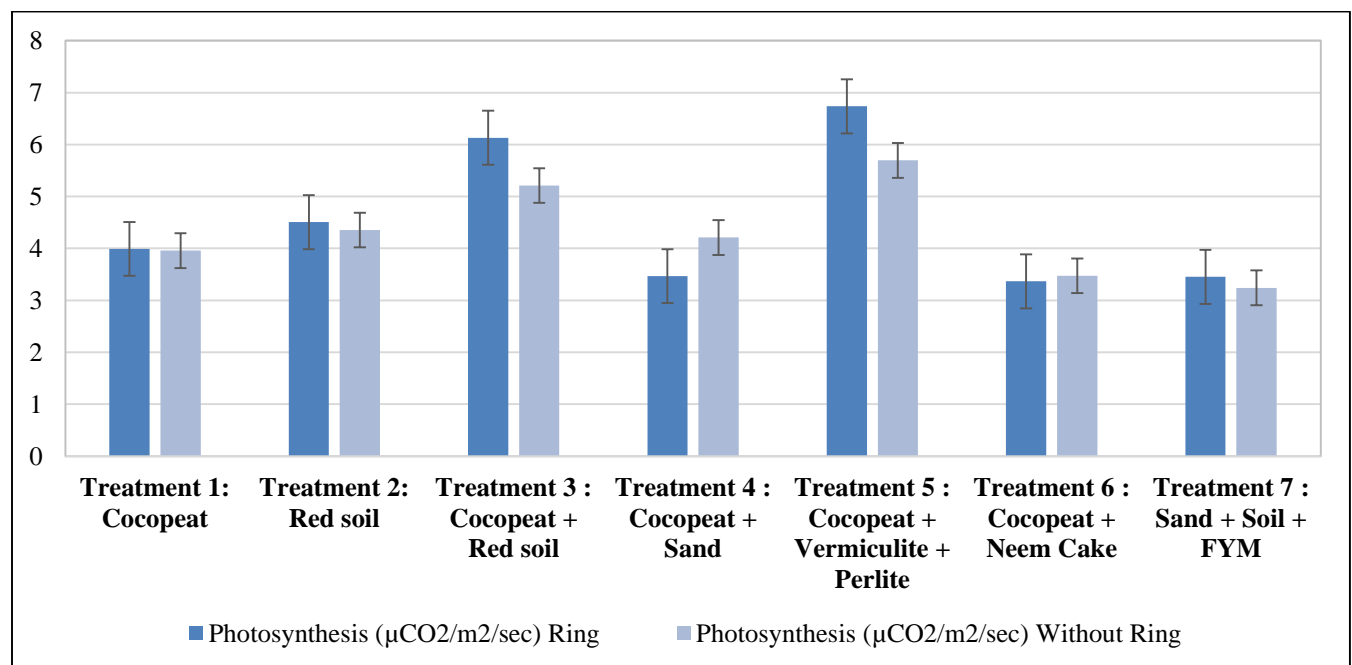 8
7
6
5
4
3
2
1
0
Treatment 1:
Cocopeat
Treatment 2:
Red soil
Treatment 3 :
Cocopeat +
Red soil
Treatment 4 :
Cocopeat +
Sand
Treatment 5 :
Cocopeat +
Vermiculite +
Perlite
Treatment 6 :
Cocopeat +
Neem Cake
Treatment 7 :
Sand + Soil +
FYM
Photosynthesis (µCO2/m2/sec) Ring
Photosynthesis (µCO2/m2/sec) Without Ring